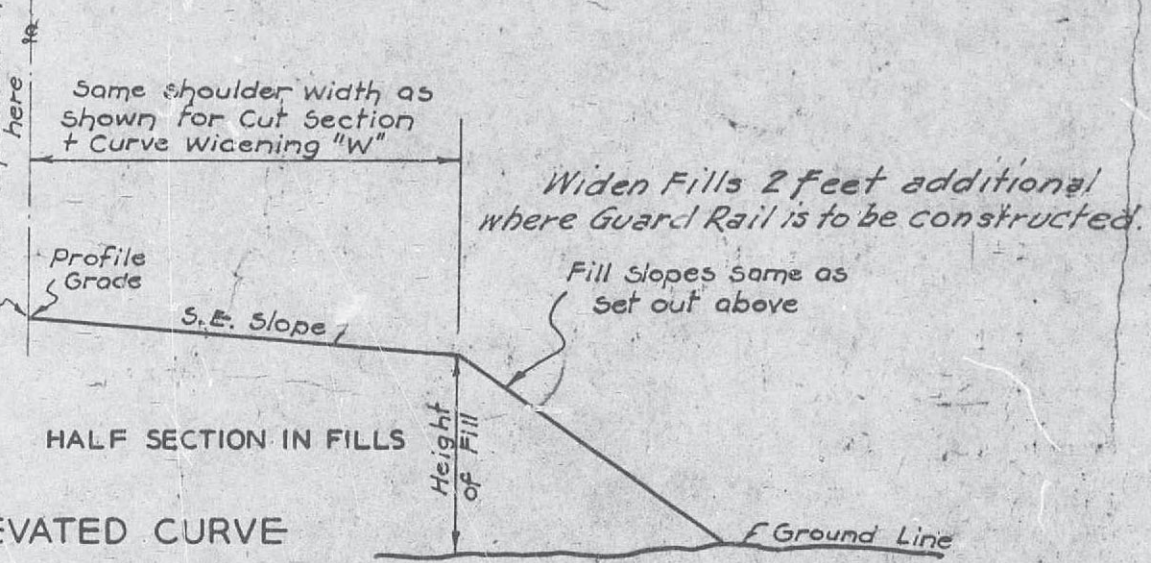 here
Same shoulder width as
shown for Cut Section
+ Curve Widening "W"
Widen Fills 2 feet additional
where Guard Rail is to be constructed.
Profile
Grade
Fill slopes same as
set out above
S.E. Slope
Height
of Fill
HALF SECTION IN FILLS
EVATED CURVE
Ground Line